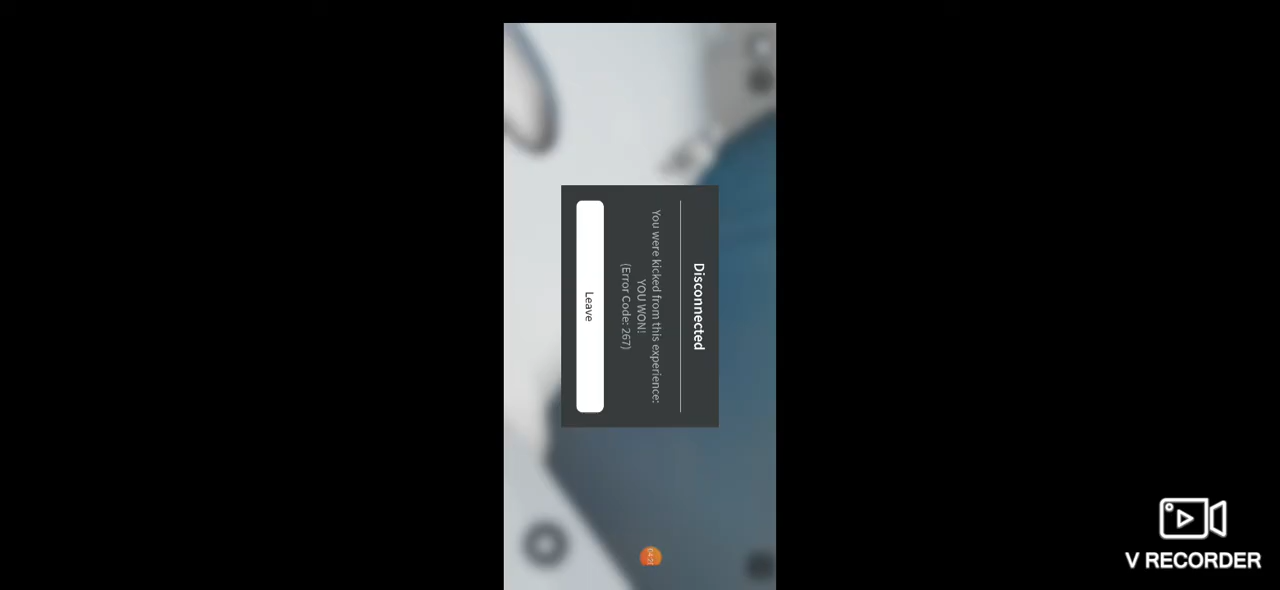 Disconnected
You were kicked from this experience:
YOU WON!
(Error Code: 267)
Leave
V RECORDER